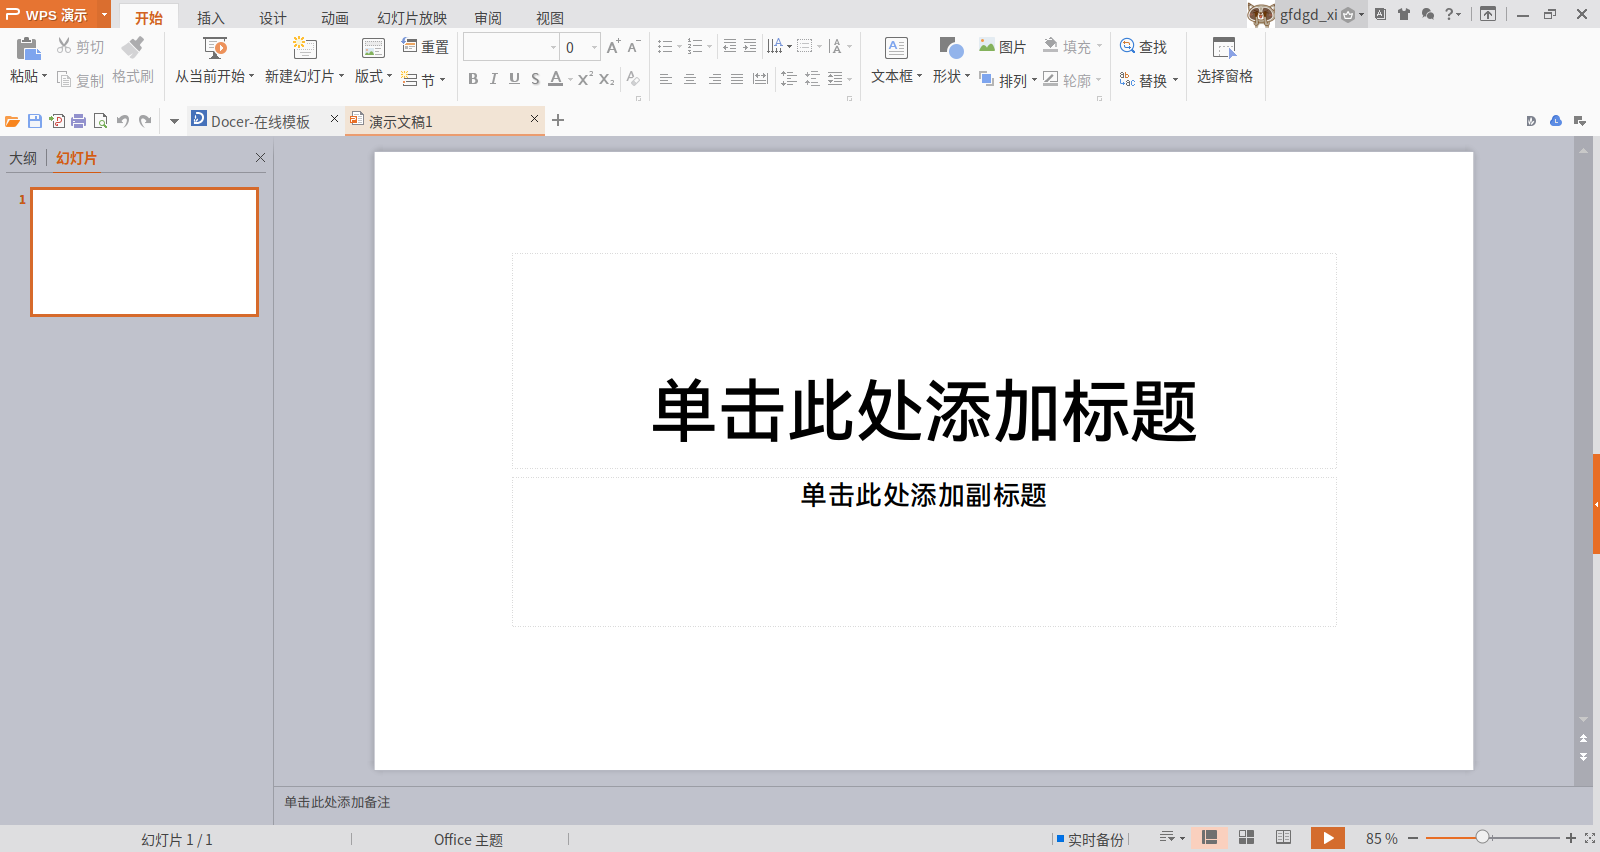 WPS 演示
开始
插入
设计
动画
幻灯片放映
审阅
视图
gfdgd_xi
粘贴
剪切
复制
格式刷
从当前开始
新建幻灯片
版式
重置
节
0
文本框
形状
图片
排列
填充
轮廓
查找
替换
选择窗格
Docer-在线模板
演示文稿1
大纲
幻灯片
1
单击此处添加标题
单击此处添加副标题
单击此处添加备注
幻灯片 1 / 1
Office 主题
实时备份
85 %